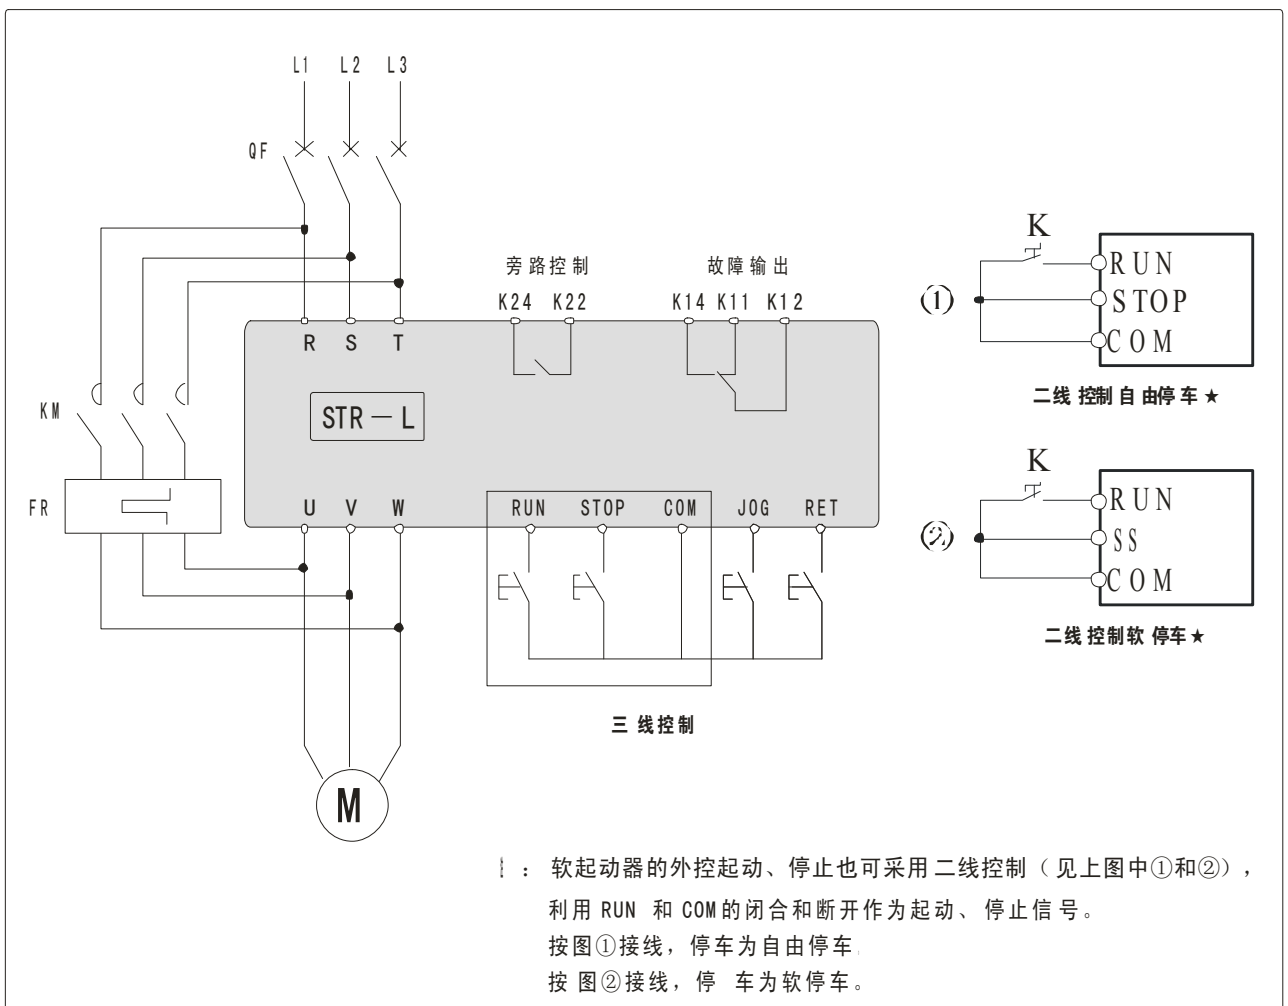 L1 L2 L3
QF
旁路控制 故障输出
K24 K22 K14 K11 K12
R S T
STR-L
KM
FR
U V W RUN STOP COM JOG RET
三线控制
M
K
① RUN
STOP
COM
二线控制自由停车★
K
② RUN
SS
COM
二线控制软停车★
： 软起动器的外控起动、停止也可采用二线控制（见上图中①和②），
利用 RUN 和 COM的闭合和断开作为起动、停止信号。
按图①接线，停车为自由停车
按图②接线，停车为软停车。